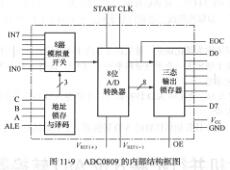 START CLK
IN7
IN0
8路
模拟量
开关
3
8位
A/D
转换器
8
三态
输出
锁存器
EOC
D0
D7
C
B
A
ALE
地址
锁存
与译码
VREF(+)
VREF(-)
OE
VCC
GND
图 11-9 ADC0809 的内部结构框图